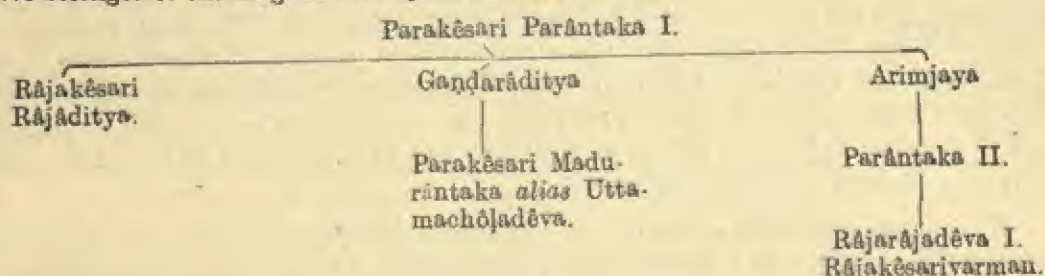 Parakêsari Parântaka I.
Râjakêsari
Râjâditya.
Gaṇḍarâditya
Arimjaya
Parakêsari Madu-
rântaka alias Utta-
machôḷadêva.
Parântaka II.
Râjarâjadêva I.
Râjakêsarivarman.